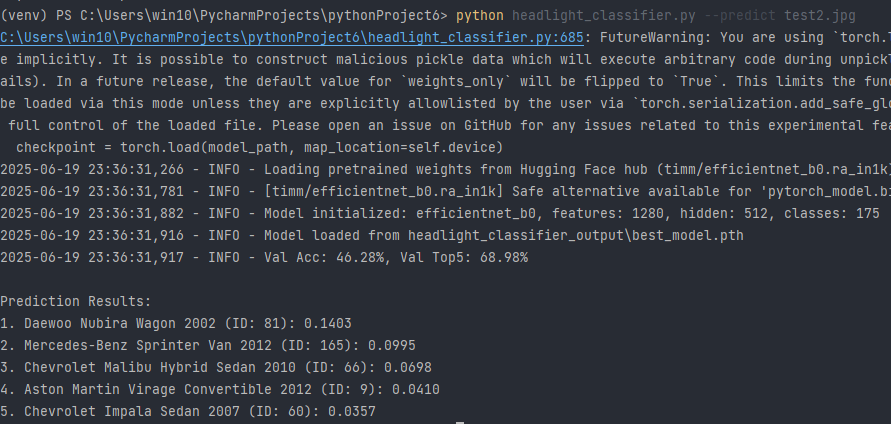 (venv) PS C:\Users\win10\PycharmProjects\pythonProject6> python headlight_classifier.py --predict test2.jpg
C:\Users\win10\PycharmProjects\pythonProject6\headlight_classifier.py:685: FutureWarning: You are using `torch.
e implicitly. It is possible to construct malicious pickle data which will execute arbitrary code during unpickl
ails). In a future release, the default value for `weights_only` will be flipped to `True`. This limits the func
be loaded via this mode unless they are explicitly allowlisted by the user via `torch.serialization.add_safe_glo
full control of the loaded file. Please open an issue on GitHub for any issues related to this experimental fea
checkpoint = torch.load(model_path, map_location=self.device)
2025-06-19 23:36:31,266 - INFO - Loading pretrained weights from Hugging Face hub (timm/efficientnet_b0.ra_in1k)
2025-06-19 23:36:31,781 - INFO - [timm/efficientnet_b0.ra_in1k] Safe alternative available for 'pytorch_model.bi
2025-06-19 23:36:31,882 - INFO - Model initialized: efficientnet_b0, features: 1280, hidden: 512, classes: 175
2025-06-19 23:36:31,916 - INFO - Model loaded from headlight_classifier_output\best_model.pth
2025-06-19 23:36:31,917 - INFO - Val Acc: 46.28%, Val Top5: 68.98%
Prediction Results:
1. Daewoo Nubira Wagon 2002 (ID: 81): 0.1403
2. Mercedes-Benz Sprinter Van 2012 (ID: 165): 0.0995
3. Chevrolet Malibu Hybrid Sedan 2010 (ID: 66): 0.0698
4. Aston Martin Virage Convertible 2012 (ID: 9): 0.0410
5. Chevrolet Impala Sedan 2007 (ID: 60): 0.0357